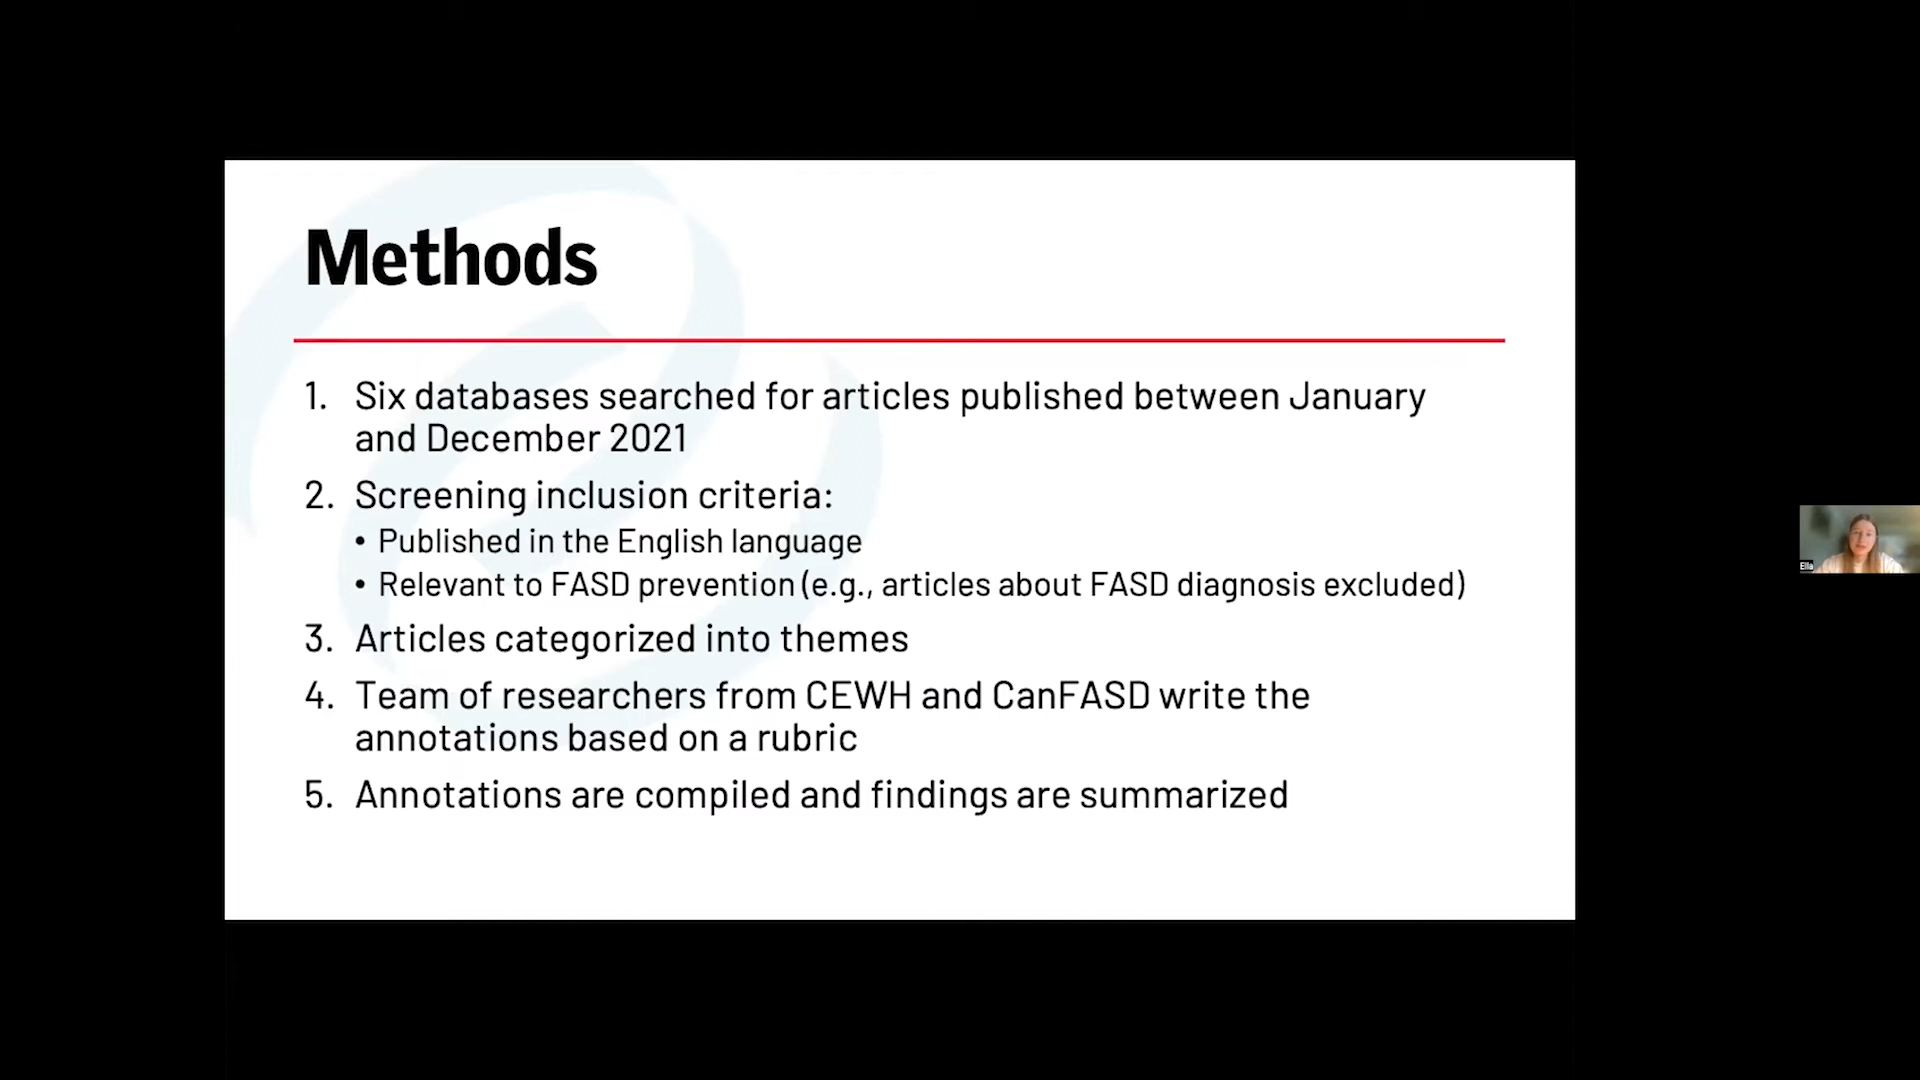 Methods
1. Six databases searched for articles published between January
and December 2021
2. Screening inclusion criteria:
• Published in the English language
• Relevant to FASD prevention (e.g., articles about FASD diagnosis excluded)
3. Articles categorized into themes
4. Team of researchers from CEWH and CanFASD write the
annotations based on a rubric
5. Annotations are compiled and findings are summarized
Ella